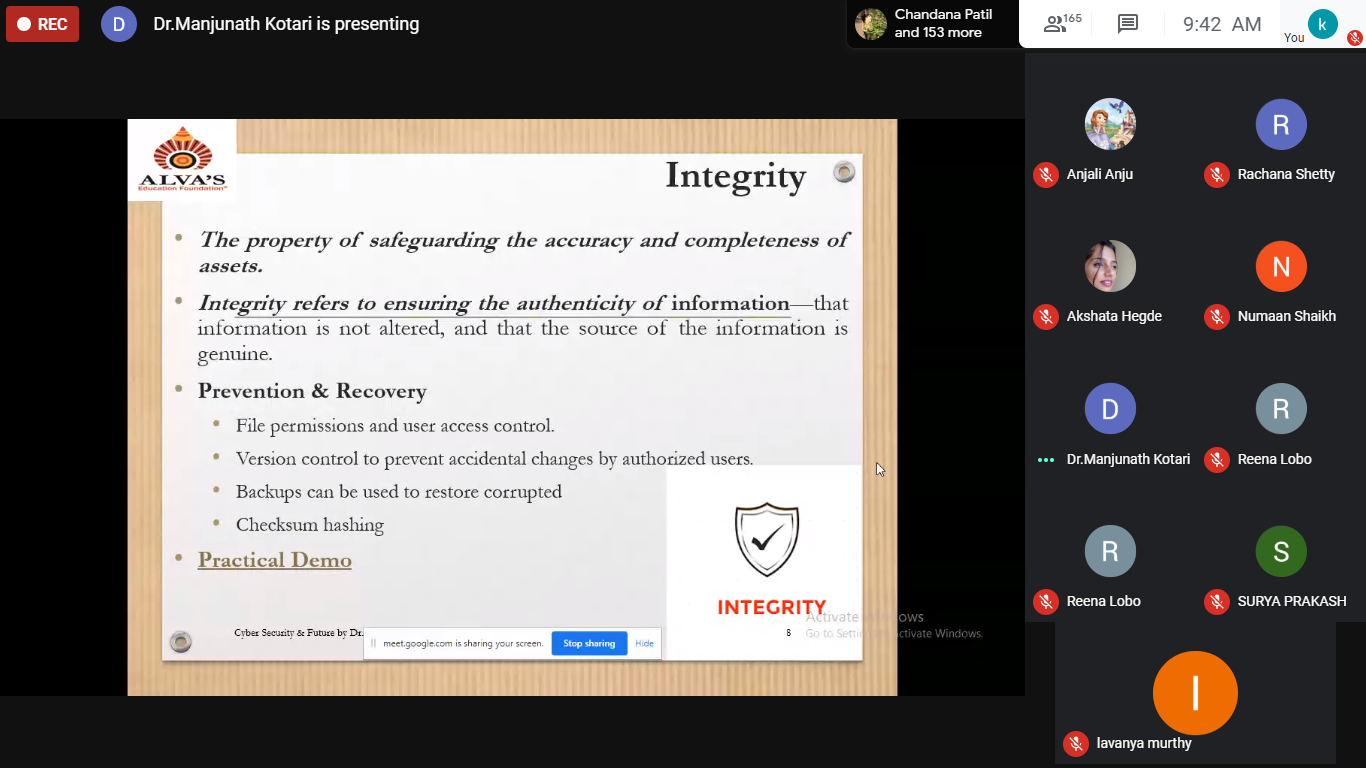 REC
D
Dr.Manjunath Kotari is presenting
Chandana Patil
and 153 more
165
9:42 AM
You
k
ALVA'S
Education Foundation
Integrity
The property of safeguarding the accuracy and completeness of
assets.
Integrity refers to ensuring the authenticity of information—that
information is not altered, and that the source of the information is
genuine.
Prevention & Recovery
File permissions and user access control.
Version control to prevent accidental changes by authorized users.
Backups can be used to restore corrupted
Checksum hashing
Practical Demo
INTEGRITY
Cyber Security & Future by Dr.
8
meet.google.com is sharing your screen.
Stop sharing
Hide
Activate Windows
Go to Settings to activate Windows.
Anjali Anju
R
Rachana Shetty
Akshata Hegde
N
Numaan Shaikh
D
Dr.Manjunath Kotari
R
Reena Lobo
R
Reena Lobo
S
SURYA PRAKASH
l
lavanya murthy